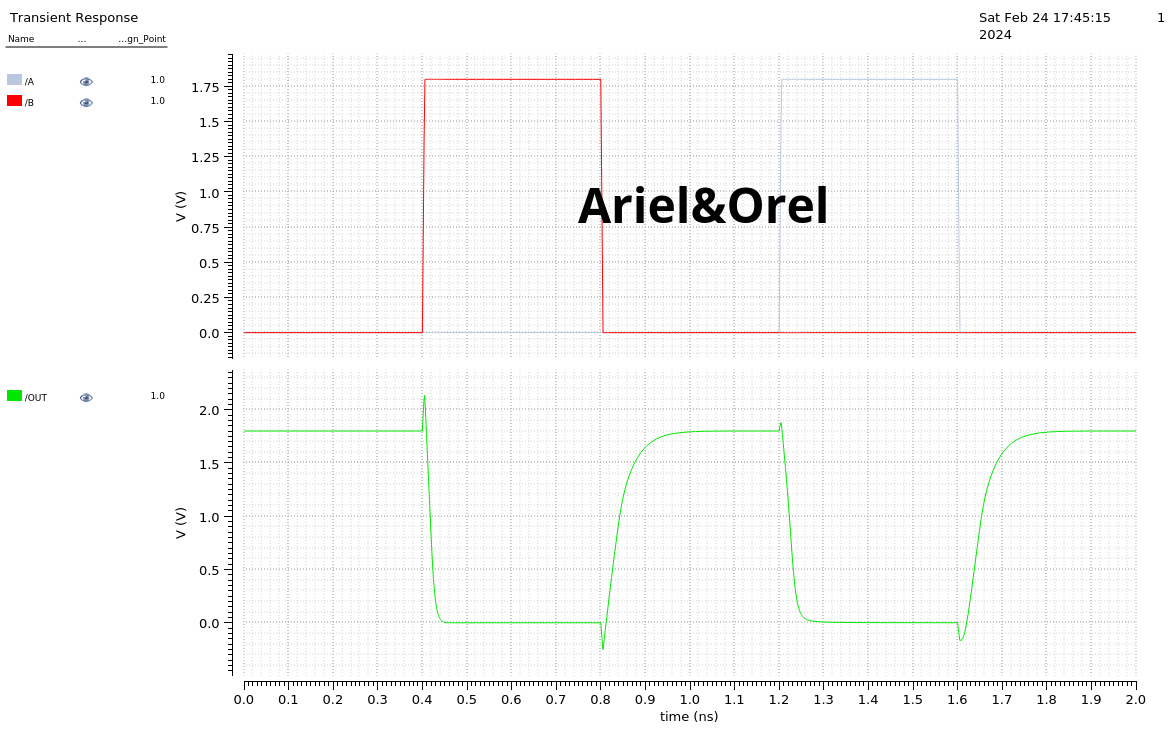 Transient Response
Sat Feb 24 17:45:15 1
2024
Name ... ...gn_Point
/A 1.0
/B 1.0
1.75
1.5
1.25
1.0
0.75
0.5
0.25
0.0
V (V)
Ariel&Orel
/OUT 1.0
2.0
1.5
1.0
0.5
0.0
V (V)
0.0 0.1 0.2 0.3 0.4 0.5 0.6 0.7 0.8 0.9 1.0 1.1 1.2 1.3 1.4 1.5 1.6 1.7 1.8 1.9 2.0
time (ns)